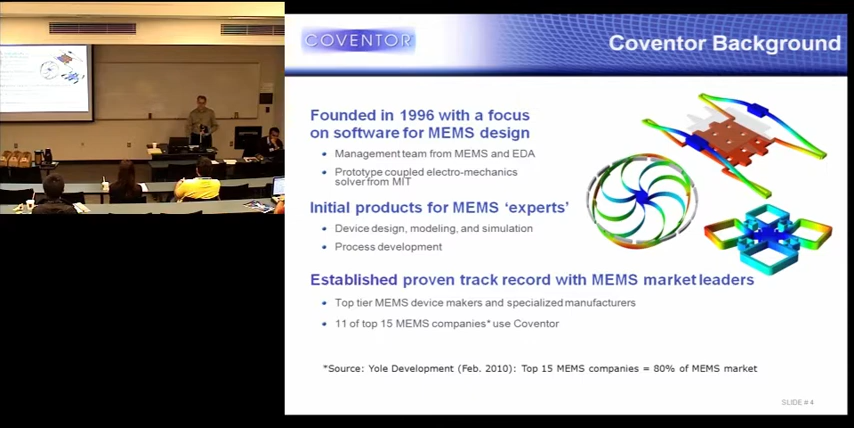 COVENTOR
Coventor Background
Founded in 1996 with a focus
on software for MEMS design
Management team from MEMS and EDA
Prototype coupled electro-mechanics
solver from MIT
Initial products for MEMS ‘experts’
Device design, modeling, and simulation
Process development
Established proven track record with MEMS market leaders
Top tier MEMS device makers and specialized manufacturers
11 of top 15 MEMS companies* use Coventor
*Source: Yole Development (Feb. 2010): Top 15 MEMS companies = 80% of MEMS market
SLIDE # 4